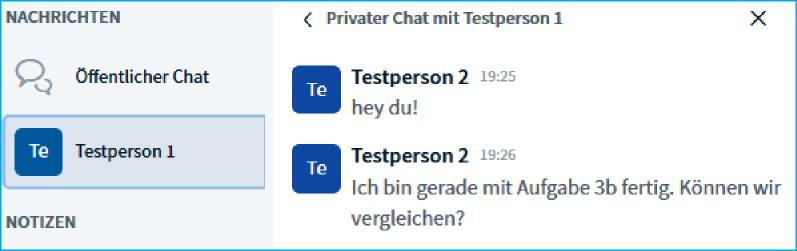 NACHRICHTEN
Öffentlicher Chat
Te
Testperson 1
NOTIZEN
Privater Chat mit Testperson 1
Te
Testperson 2 19:25
hey du!
Te
Testperson 2 19:26
Ich bin gerade mit Aufgabe 3b fertig. Können wir
vergleichen?